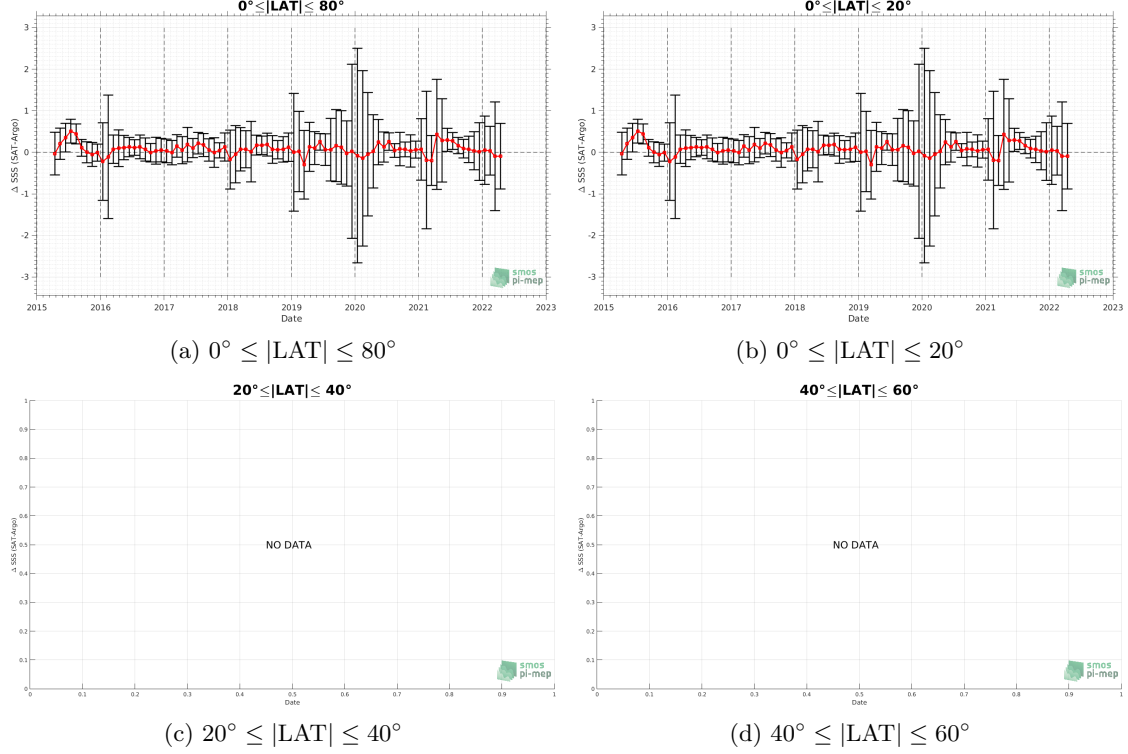 0°≤|LAT|≤ 80°
3
2
1
0
-1
-2
-3
Δ SSS (SAT-Argo)
2015 2016 2017 2018 2019 2020 2021 2022 2023
Date
smos
pi-mep
(a) 0° ≤ |LAT| ≤ 80°
0°≤|LAT|≤ 20°
3
2
1
0
-1
-2
-3
Δ SSS (SAT-Argo)
2015 2016 2017 2018 2019 2020 2021 2022 2023
Date
smos
pi-mep
(b) 0° ≤ |LAT| ≤ 20°
20°≤|LAT|≤ 40°
1
0.9
0.8
0.7
0.6
0.5
0.4
0.3
0.2
0.1
0
Δ SSS (SAT-Argo)
NO DATA
0 0.1 0.2 0.3 0.4 0.5 0.6 0.7 0.8 0.9 1
Date
smos
pi-mep
(c) 20° ≤ |LAT| ≤ 40°
40°≤|LAT|≤ 60°
1
0.9
0.8
0.7
0.6
0.5
0.4
0.3
0.2
0.1
0
Δ SSS (SAT-Argo)
NO DATA
0 0.1 0.2 0.3 0.4 0.5 0.6 0.7 0.8 0.9 1
Date
smos
pi-mep
(d) 40° ≤ |LAT| ≤ 60°